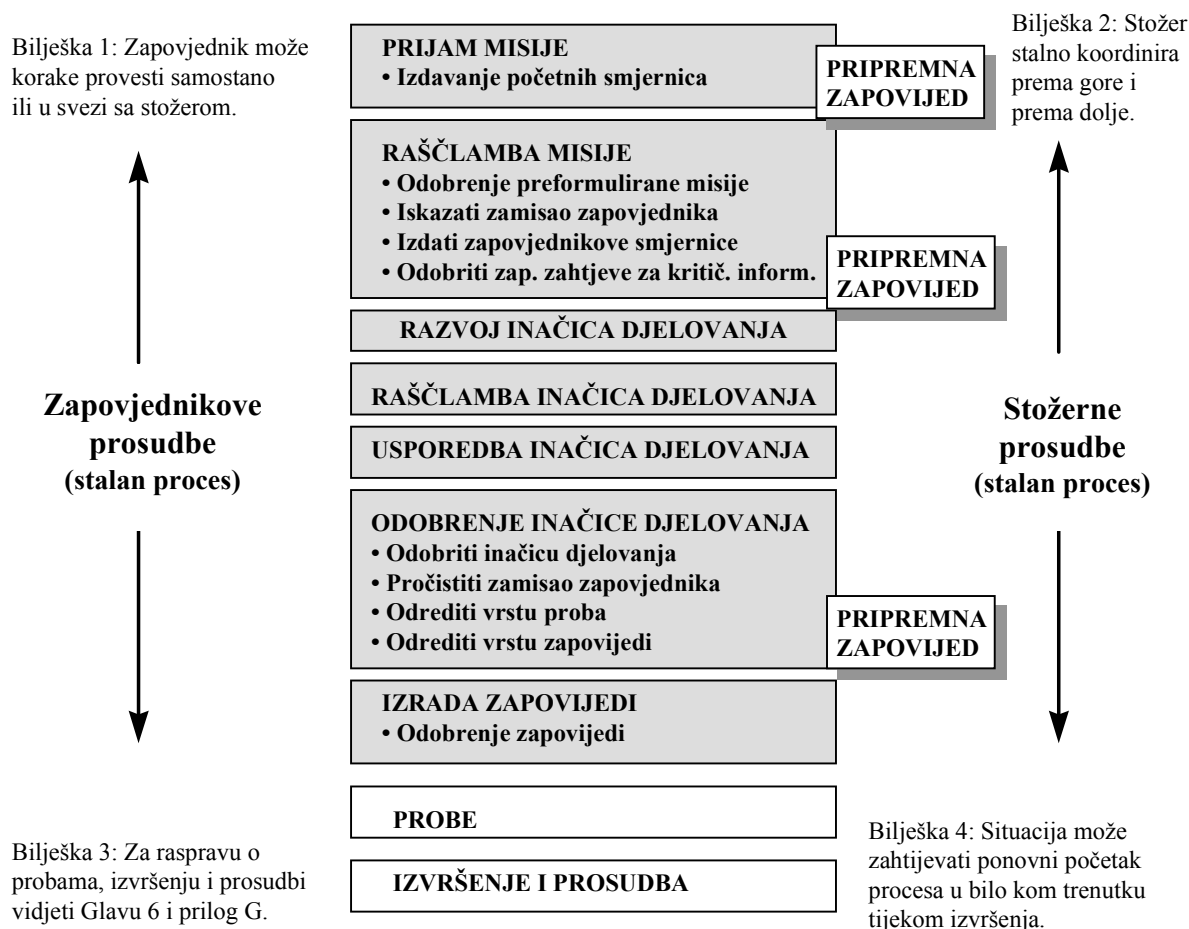 Bilješka 1: Zapovjednik može
korake provesti samostano
ili u svezi sa stožerom.
PRIJAM MISIJE
• Izdavanje početnih smjernica
PRIPREMNA
ZAPOVIJED
Bilješka 2: Stožer
stalno koordinira
prema gore i
prema dolje.
RAŠČLAMBA MISIJE
• Odobrenje preformulirane misije
• Iskazati zamisao zapovjednika
• Izdati zapovjednikove smjernice
• Odobriti zap. zahtjeve za kritič. inform.
PRIPREMNA
ZAPOVIJED
RAZVOJ INAČICA DJELOVANJA
RAŠČLAMBA INAČICA DJELOVANJA
USPOREDBA INAČICA DJELOVANJA
Zapovjednikove
prosudbe
(stalan proces)
Stožerne
prosudbe
(stalan proces)
ODOBRENJE INAČICE DJELOVANJA
• Odobriti inačicu djelovanja
• Pročistiti zamisao zapovjednika
• Odrediti vrstu proba
• Odrediti vrstu zapovijedi
PRIPREMNA
ZAPOVIJED
IZRADA ZAPOVIJEDI
• Odobrenje zapovijedi
PROBE
IZVRŠENJE I PROSUDBA
Bilješka 3: Za raspravu o
probama, izvršenju i prosudbi
vidjeti Glavu 6 i prilog G.
Bilješka 4: Situacija može
zahtijevati ponovni početak
procesa u bilo kom trenutku
tijekom izvršenja.